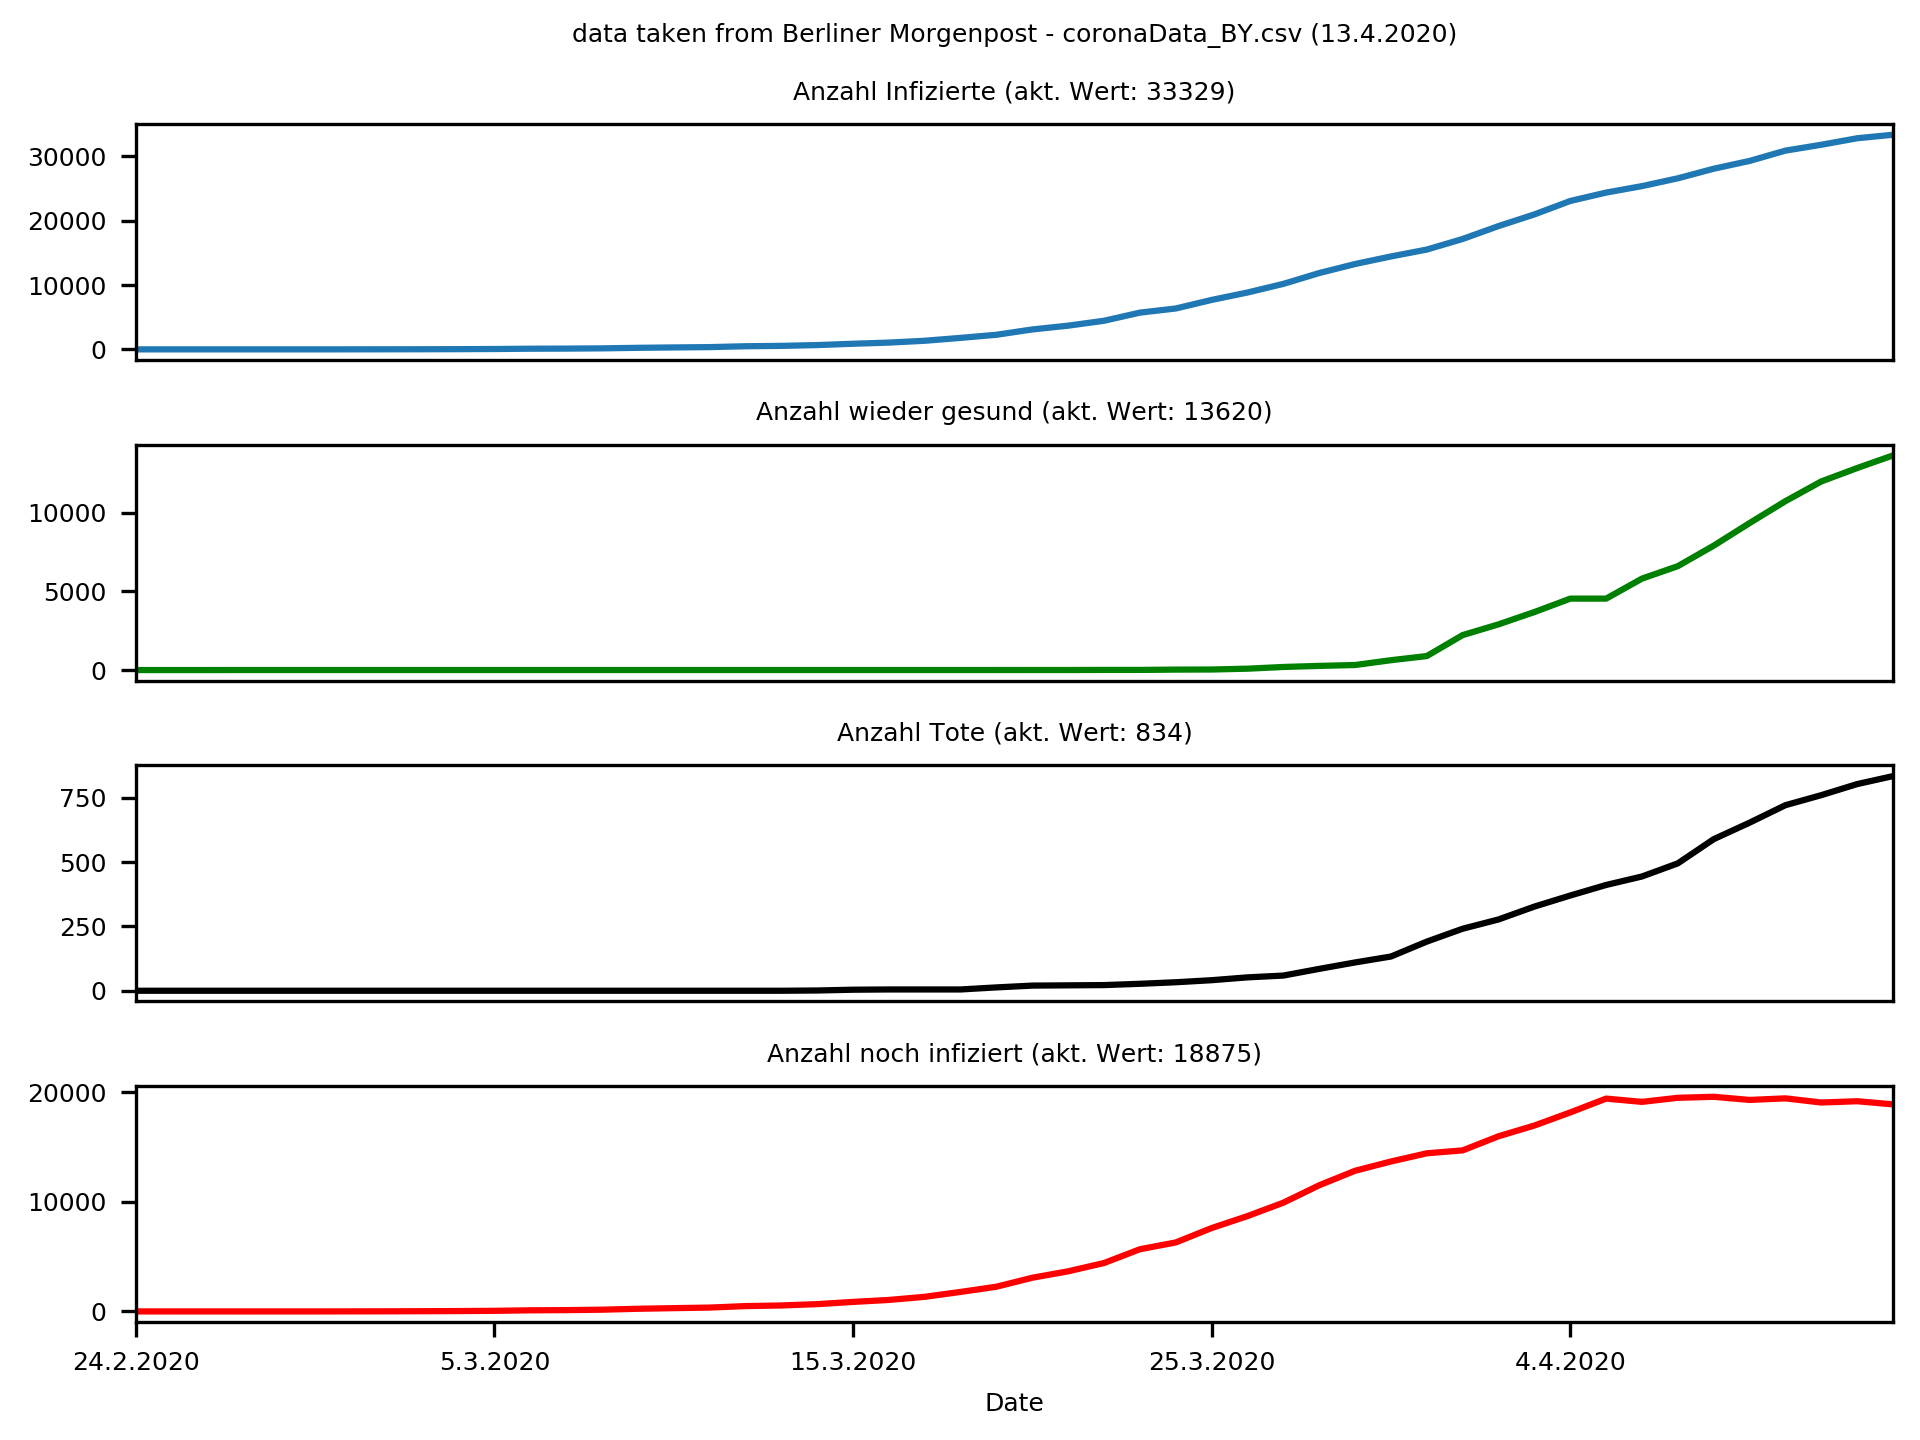 data taken from Berliner Morgenpost - coronaData_BY.csv (13.4.2020)
Anzahl Infizierte (akt. Wert: 33329)
30000
20000
10000
0
Anzahl wieder gesund (akt. Wert: 13620)
10000
5000
0
Anzahl Tote (akt. Wert: 834)
750
500
250
0
Anzahl noch infiziert (akt. Wert: 18875)
20000
10000
0
24.2.2020 5.3.2020 15.3.2020 25.3.2020 4.4.2020
Date